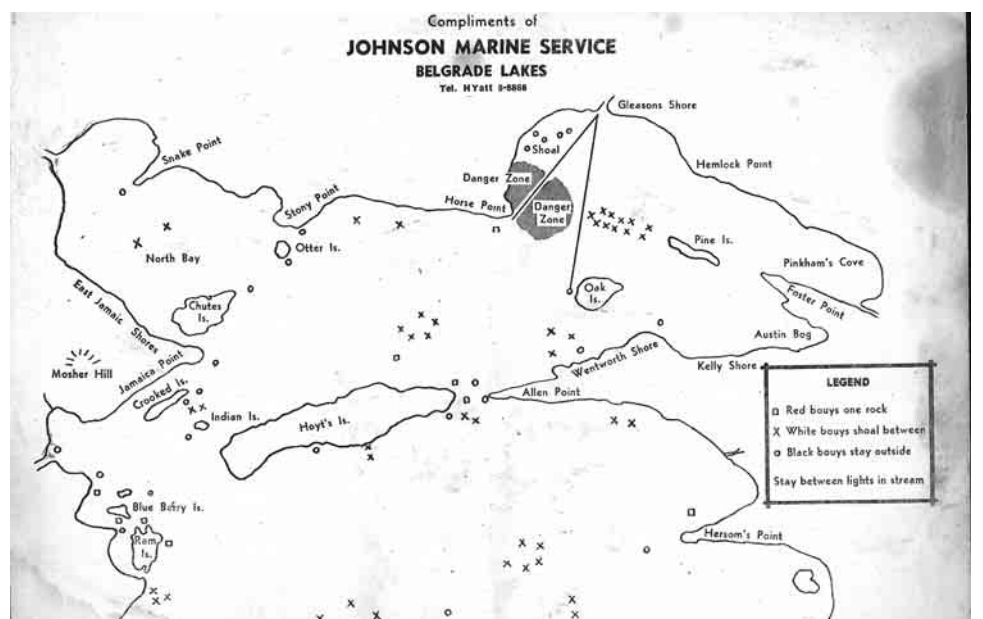 Compliments of
JOHNSON MARINE SERVICE
BELGRADE LAKES
Tel. HYatt
Gleasons Shore
Shoal
Snake Point
Hemlock Point
Danger Zone
Stony Point
Horse Point
Danger
Zone
Otter Is.
Pine Is.
North Bay
Pinkham's Cove
Oak
Is.
Foster Point
Chutes
Is.
East Jamaic Shores
Austin Bog
Mosher Hill
Jamaica Point
Wentworth Shore
Kelly Shore
Crooked Is.
Allen Point
Indian Is.
Hoyt's Is.
LEGEND
Red bouys one rock
X White bouys shoal between
Black bouys stay outside
Stay between lights in stream
Blue Berry Is.
Ram
Is.
Hersom's Point